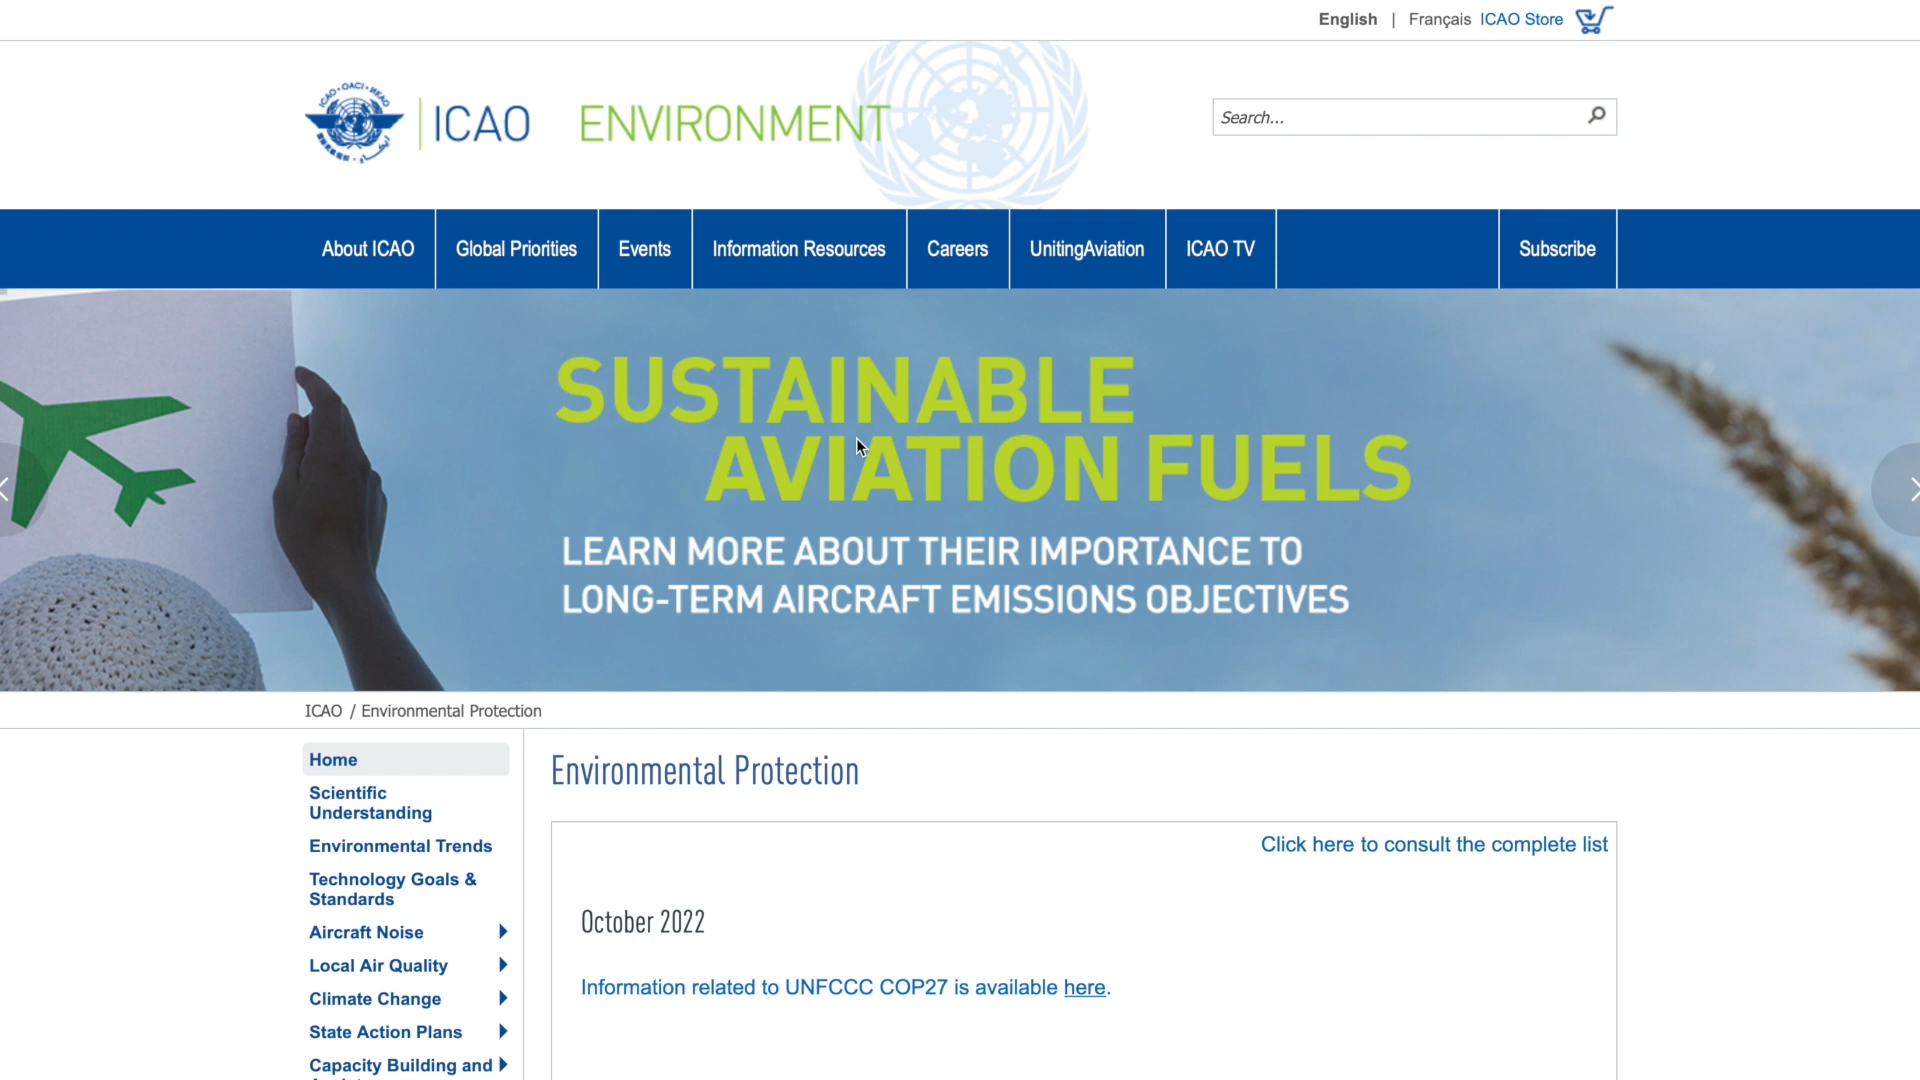 English | Français ICAO Store
ICAO ENVIRONMENT
Search...
About ICAO Global Priorities Events Information Resources Careers UnitingAviation ICAO TV Subscribe
SUSTAINABLE
AVIATION FUELS
LEARN MORE ABOUT THEIR IMPORTANCE TO
LONG-TERM AIRCRAFT EMISSIONS OBJECTIVES
ICAO / Environmental Protection
Home
Scientific
Understanding
Environmental Trends
Technology Goals &
Standards
Aircraft Noise
Local Air Quality
Climate Change
State Action Plans
Capacity Building and
Environmental Protection
Click here to consult the complete list
October 2022
Information related to UNFCCC COP27 is available here.